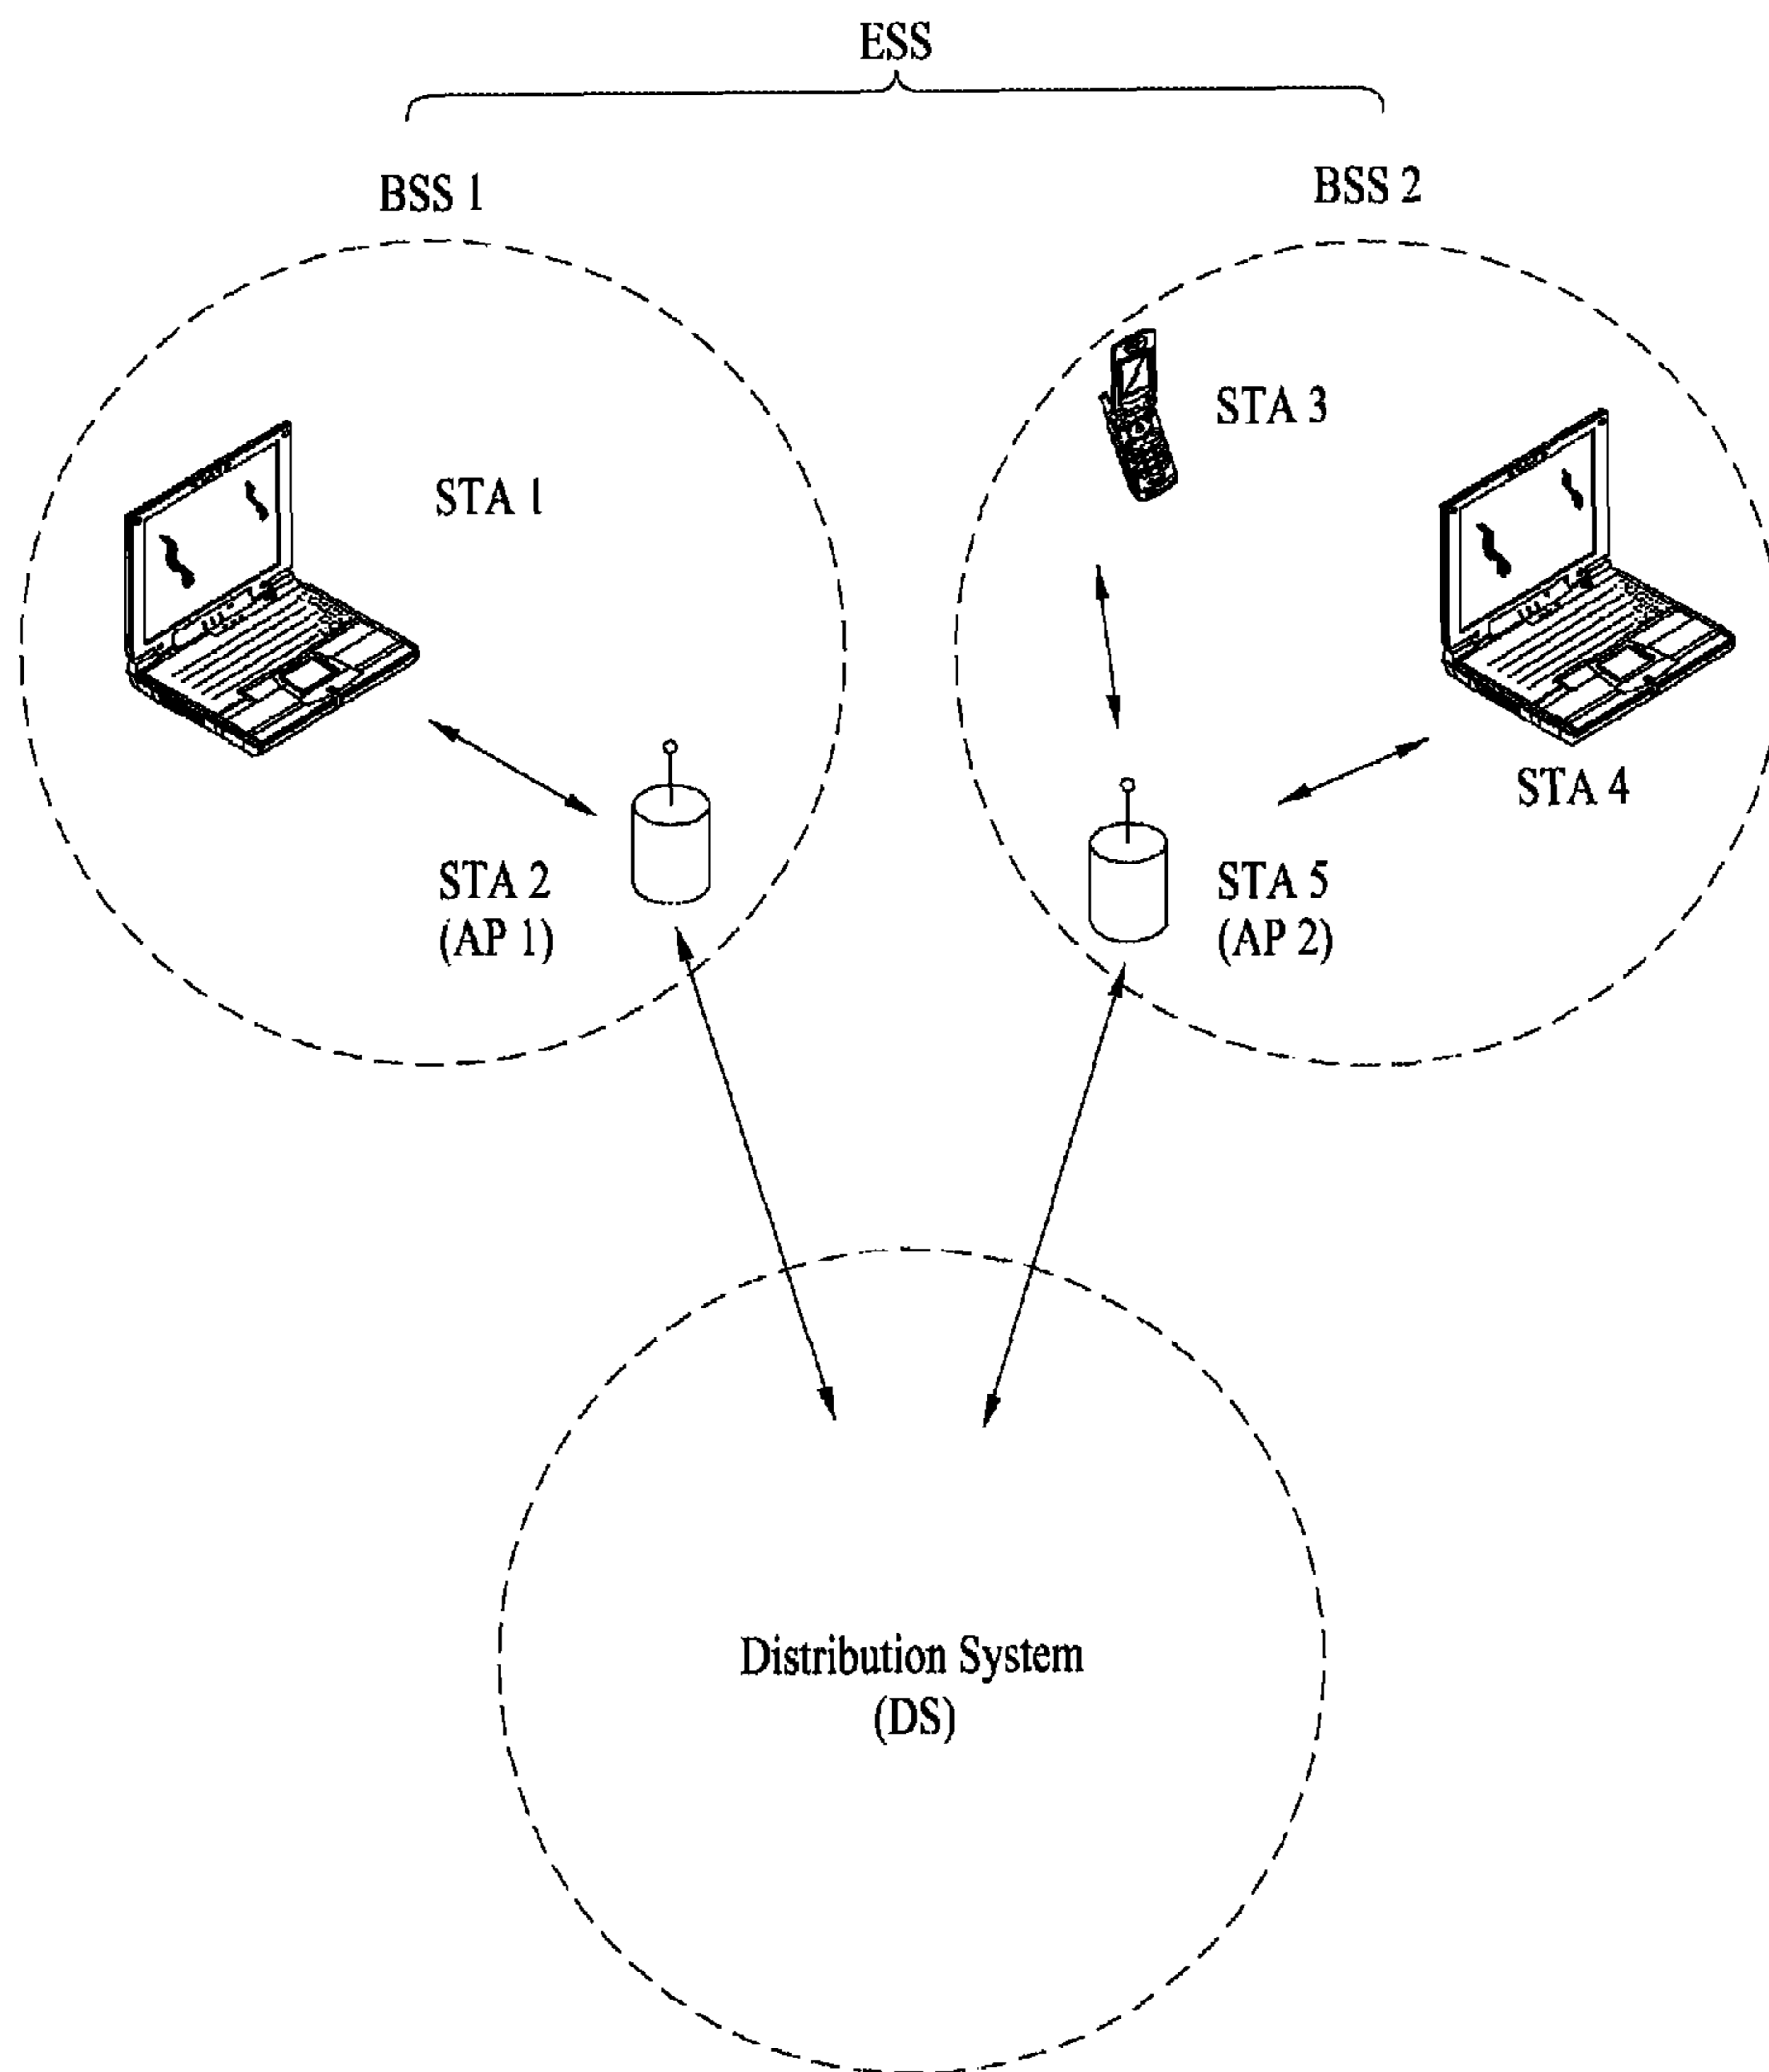 ESS
BSS 1
BSS 2
STA 3
STA 1
STA 4
STA 2
(AP 1)
STA 5
(AP 2)
Distribution System
(DS)